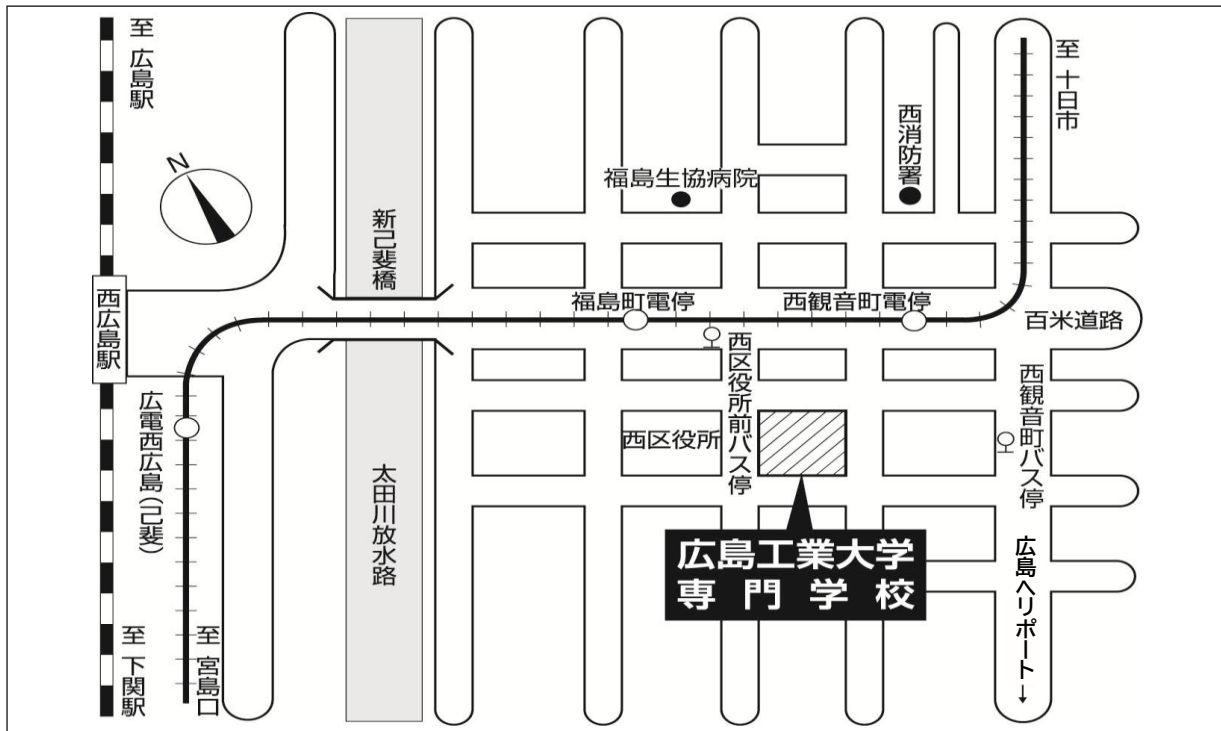 至 広島駅
至 十日市
N
西消防署
福島生協病院
新己斐橋
西広島駅
福島町電停
西観音町電停
百米道路
広電西広島(己斐)
西区役所前バス停
西観音町バス停
西区役所
太田川放水路
広島工業大学
専門学校
広島ヘリポート→
至 下関駅
至 宮島口